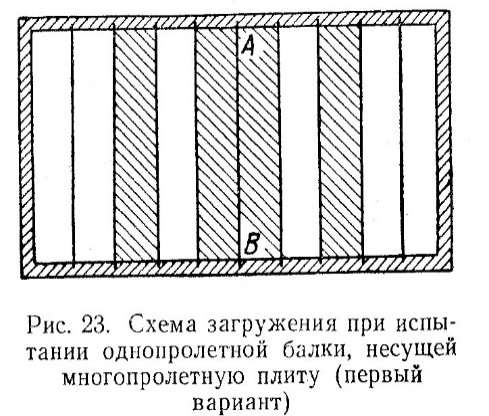 A
B
Рис. 23. Схема загружения при испы-
тании однопролетной балки, несущей
многопролетную плиту (первый
вариант)